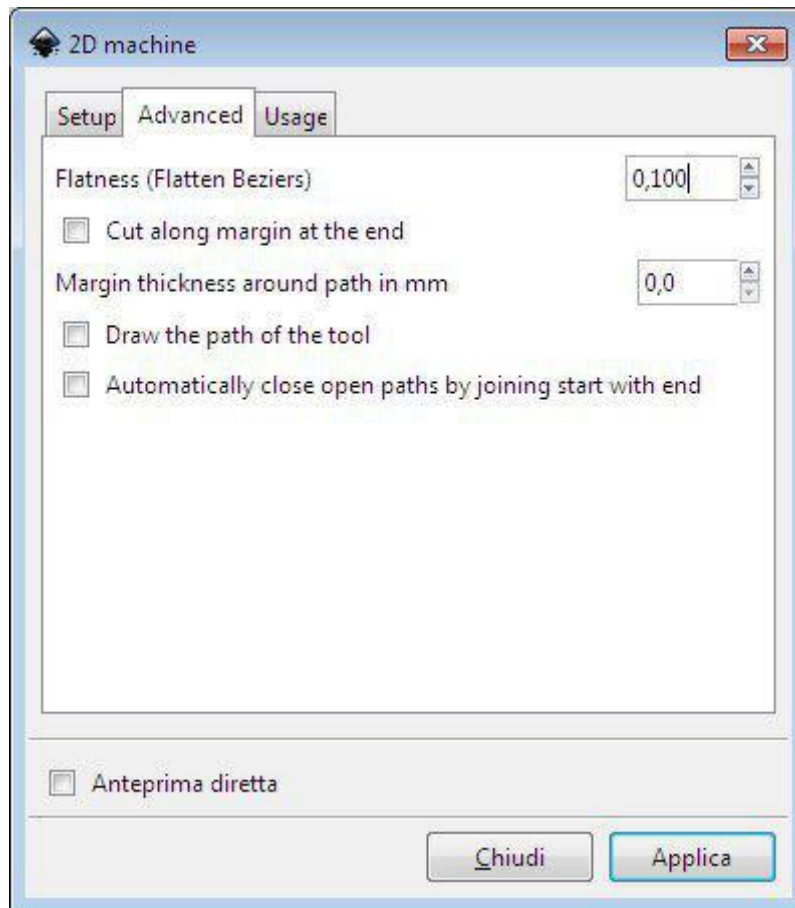 2D machine
Setup Advanced Usage
Flatness (Flatten Beziers) 0,100
Cut along margin at the end
Margin thickness around path in mm 0,0
Draw the path of the tool
Automatically close open paths by joining start with end
Anteprima diretta
Chiudi Applica